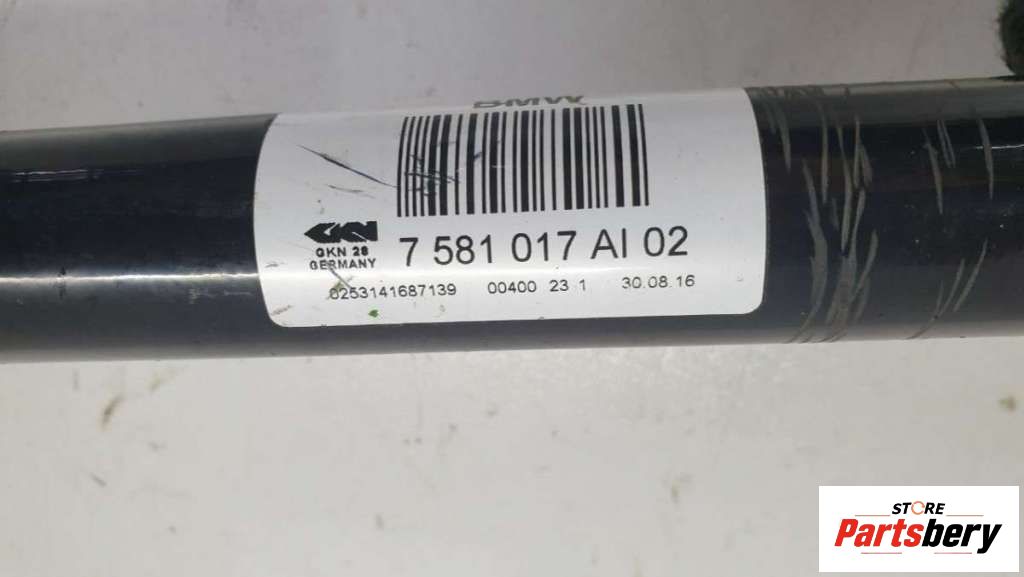 BMW
GKN
GKN 28
GERMANY
7 581 017 AI 02
0253141687139 00400 23 1 30.08.16
STORE
Partsbery